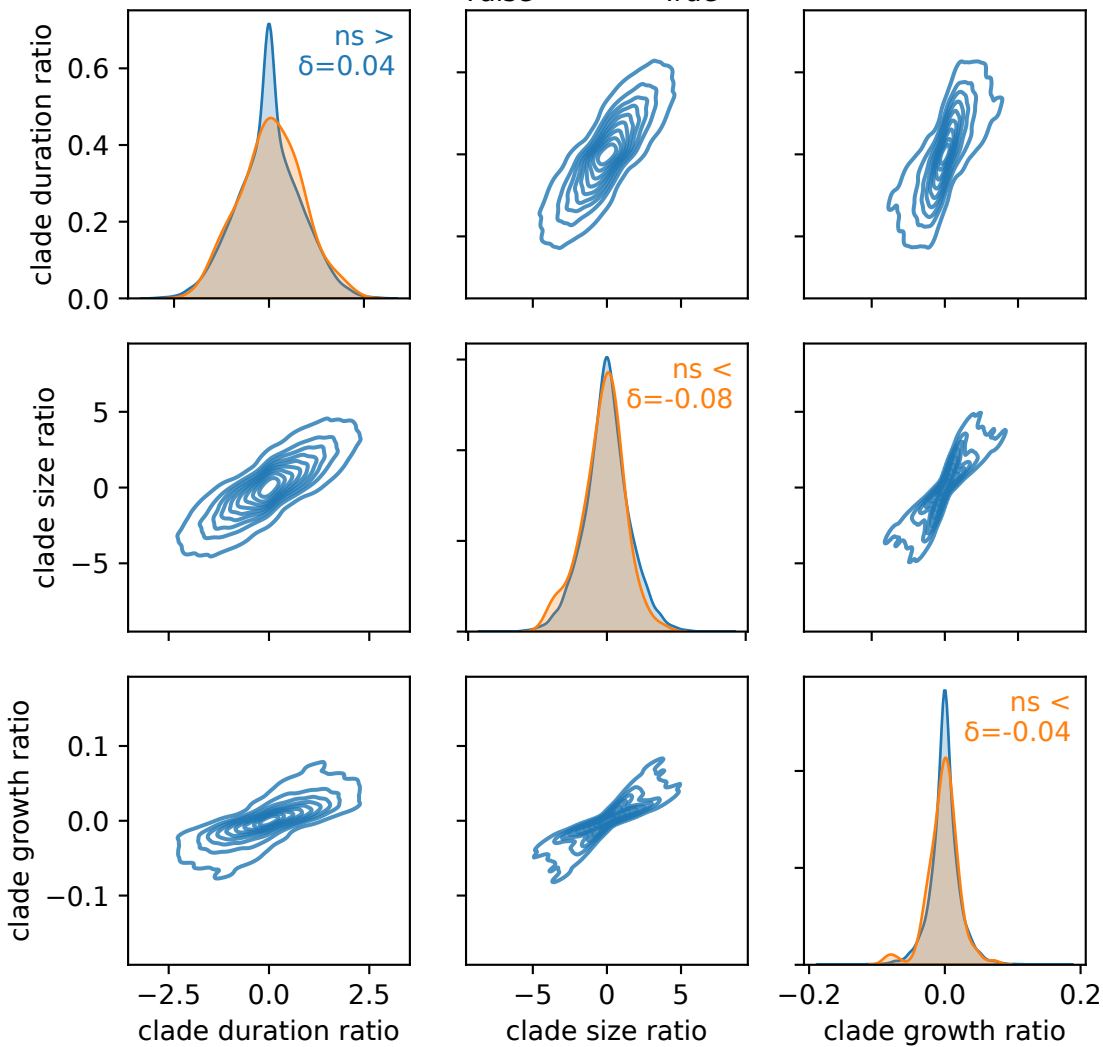 ns >
δ=0.04
clade duration ratio
0.6
0.4
0.2
0.0
ns <
δ=-0.08
clade size ratio
5
0
−5
ns <
δ=-0.04
clade growth ratio
0.1
0.0
−0.1
−2.5 0.0 2.5
−5 0 5
−0.2 0.0 0.2
clade duration ratio
clade size ratio
clade growth ratio